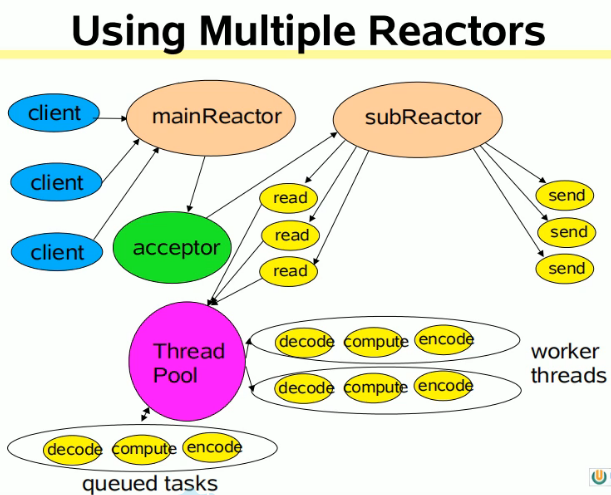 Using Multiple Reactors
client
mainReactor
subReactor
client
client
acceptor
read
read
read
send
send
send
Thread
Pool
decode compute encode
decode compute encode
worker
threads
decode compute encode
queued tasks
U